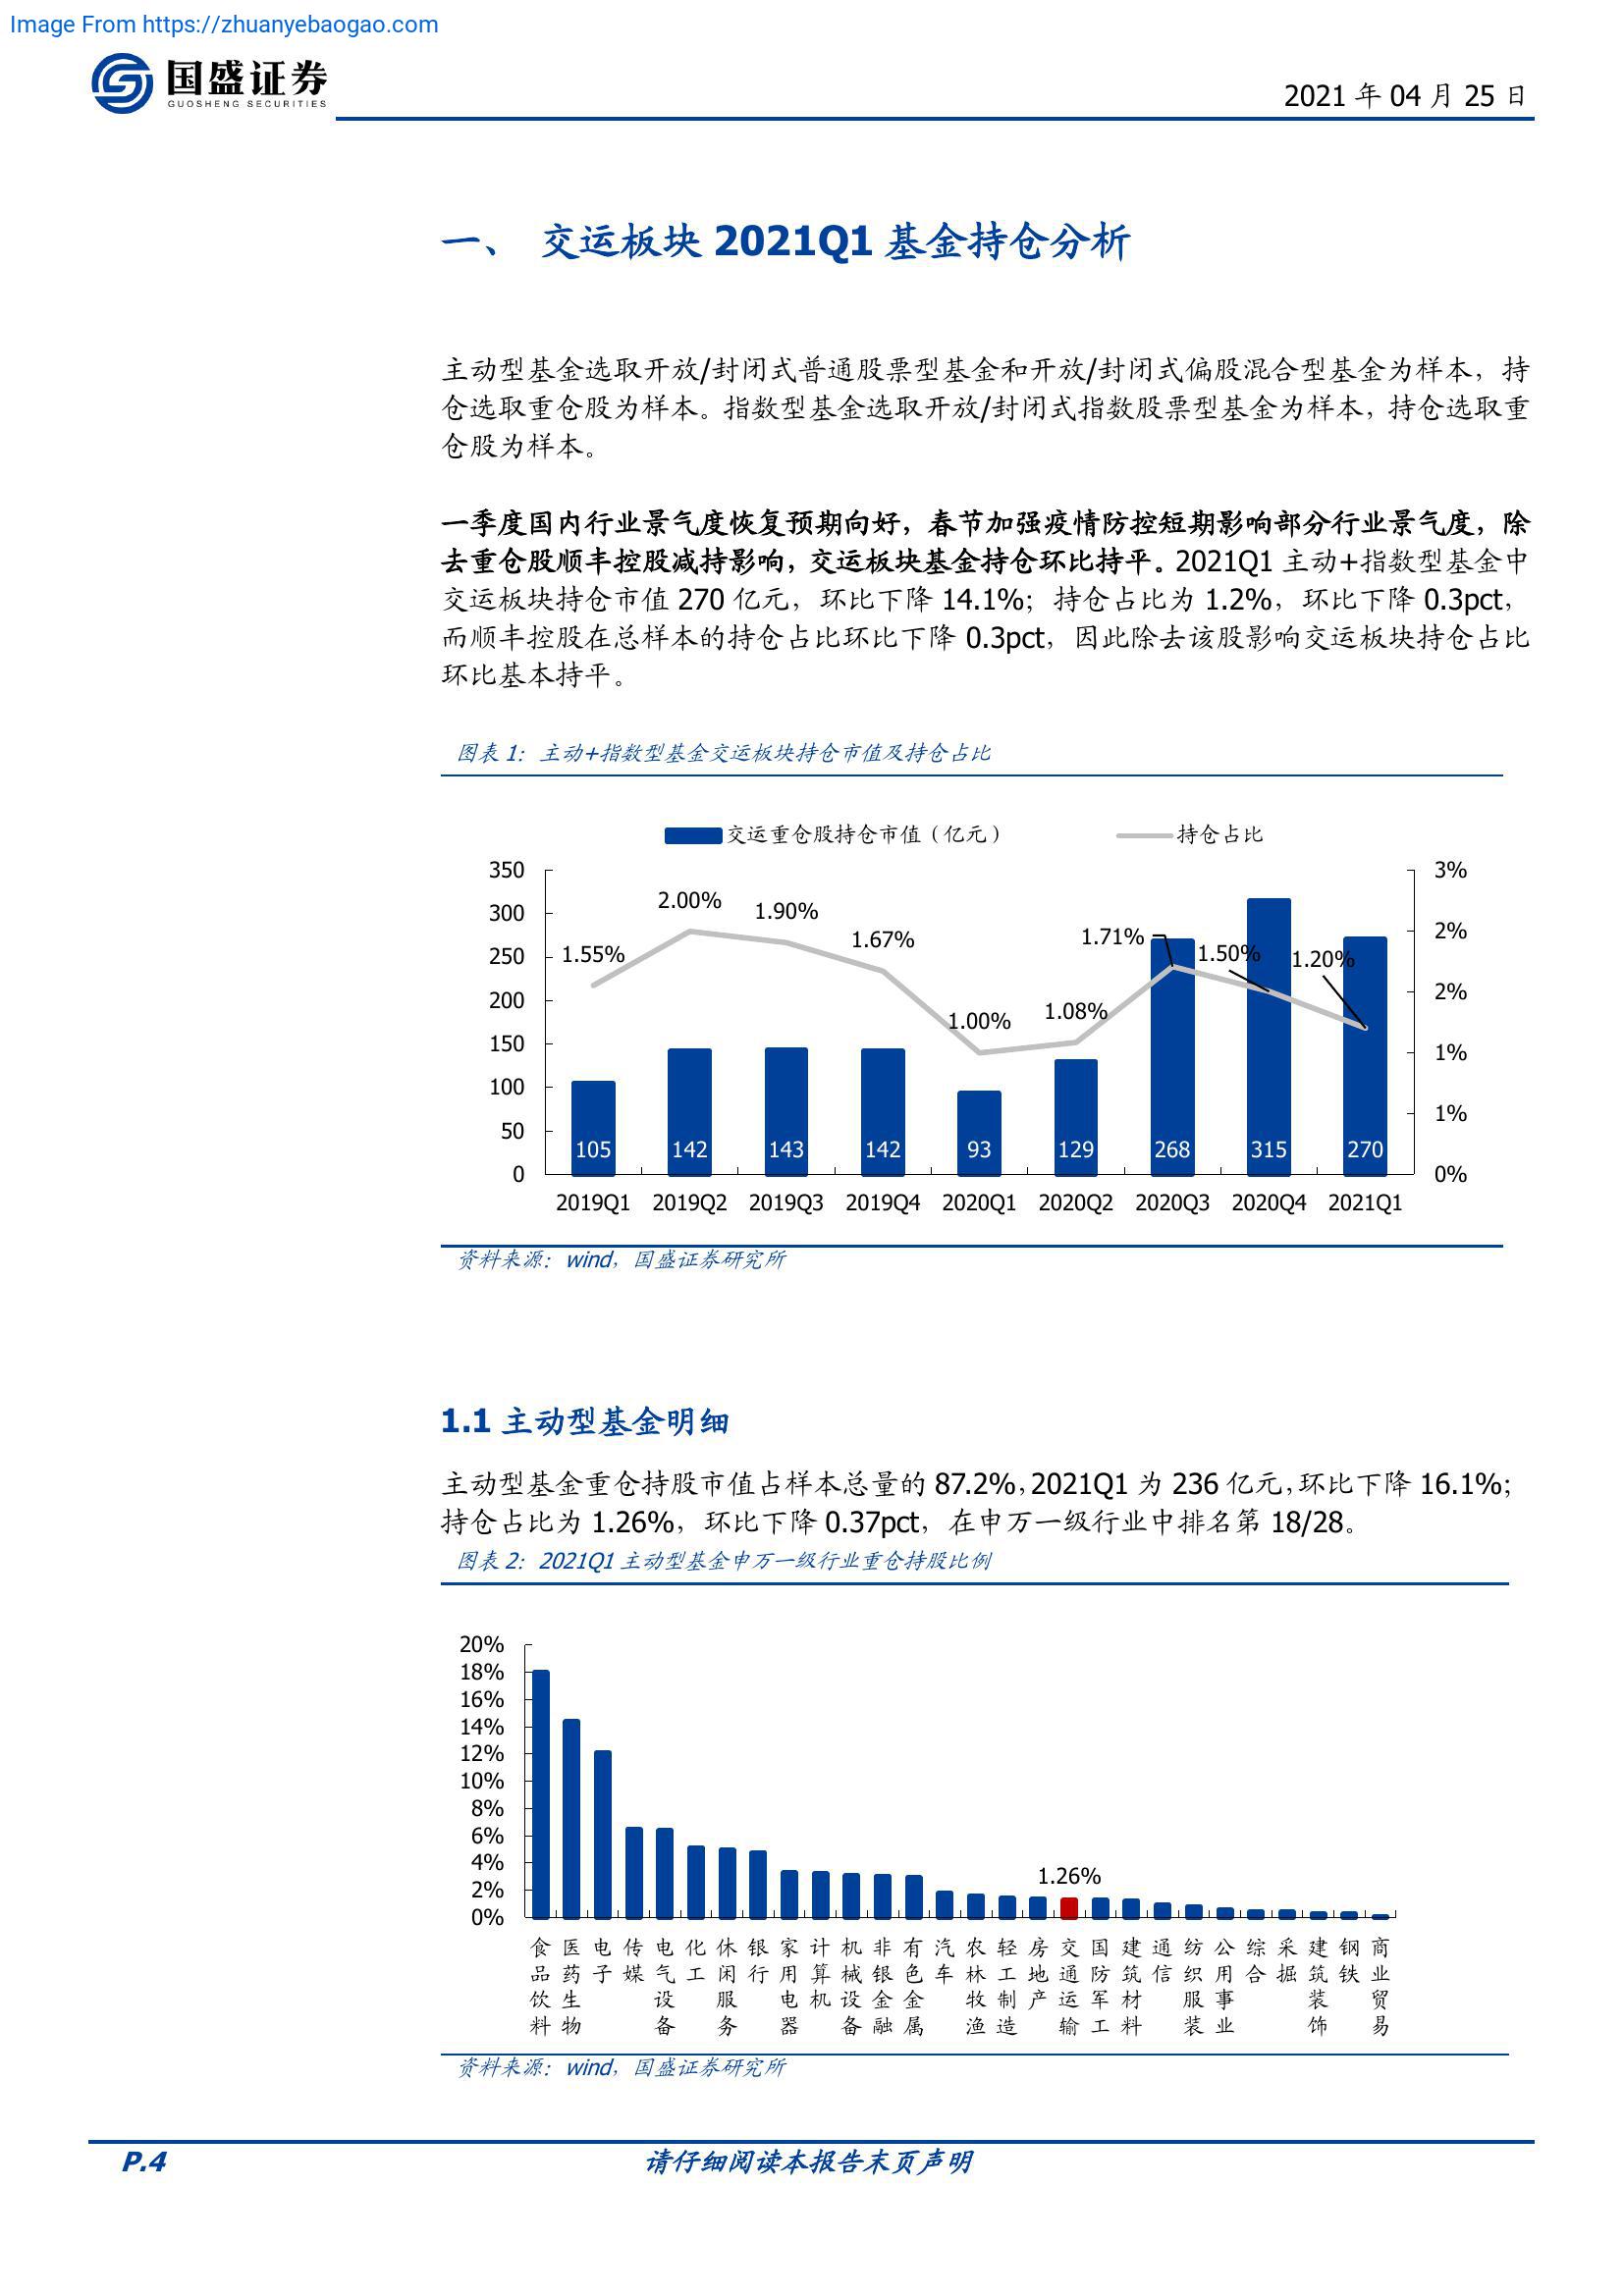 Image From https://zhuanyebaogao.com
国盛证券
GUOSHENG SECURITIES
2021 年 04 月 25 日
一、 交运板块 2021Q1 基金持仓分析
主动型基金选取开放/封闭式普通股票型基金和开放/封闭式偏股混合型基金为样本，持
仓选取重仓股为样本。指数型基金选取开放/封闭式指数股票型基金为样本，持仓选取重
仓股为样本。
一季度国内行业景气度恢复预期向好，春节加强疫情防控短期影响部分行业景气度，除
去重仓股顺丰控股减持影响，交运板块基金持仓环比持平。2021Q1 主动+指数型基金中
交运板块持仓市值 270 亿元，环比下降 14.1%；持仓占比为 1.2%，环比下降 0.3pct，
而顺丰控股在总样本的持仓占比环比下降 0.3pct，因此除去该股影响交运板块持仓占比
环比基本持平。
图表 1：主动+指数型基金交运板块持仓市值及持仓占比
交运重仓股持仓市值（亿元） 持仓占比
350
300
250
200
150
100
50
0
1.55% 2.00% 1.90% 1.67% 1.00% 1.08% 1.71% 1.50% 1.20%
105 142 143 142 93 129 268 315 270
3%
2%
2%
1%
1%
0%
2019Q1 2019Q2 2019Q3 2019Q4 2020Q1 2020Q2 2020Q3 2020Q4 2021Q1
资料来源：wind，国盛证券研究所
1.1 主动型基金明细
主动型基金重仓持股市值占样本总量的 87.2%，2021Q1 为 236 亿元，环比下降 16.1%；
持仓占比为 1.26%，环比下降 0.37pct，在申万一级行业中排名第 18/28。
图表 2：2021Q1 主动型基金申万一级行业重仓持股比例
20%
18%
16%
14%
12%
10%
8%
6%
4%
2%
0%
1.26%
食品饮料 医药生物 电子 传媒 电气设备 化工 休闲服务 银行 家用电器 计算机 机械设备 非银金融 有色金属 汽车 农林牧渔 轻工制造 房地产 交通运输 国防军工 建筑材料 通信 纺织服装 公用事业 综合 采掘 建筑装饰 钢铁 商业贸易
资料来源：wind，国盛证券研究所
P.4
请仔细阅读本报告末页声明